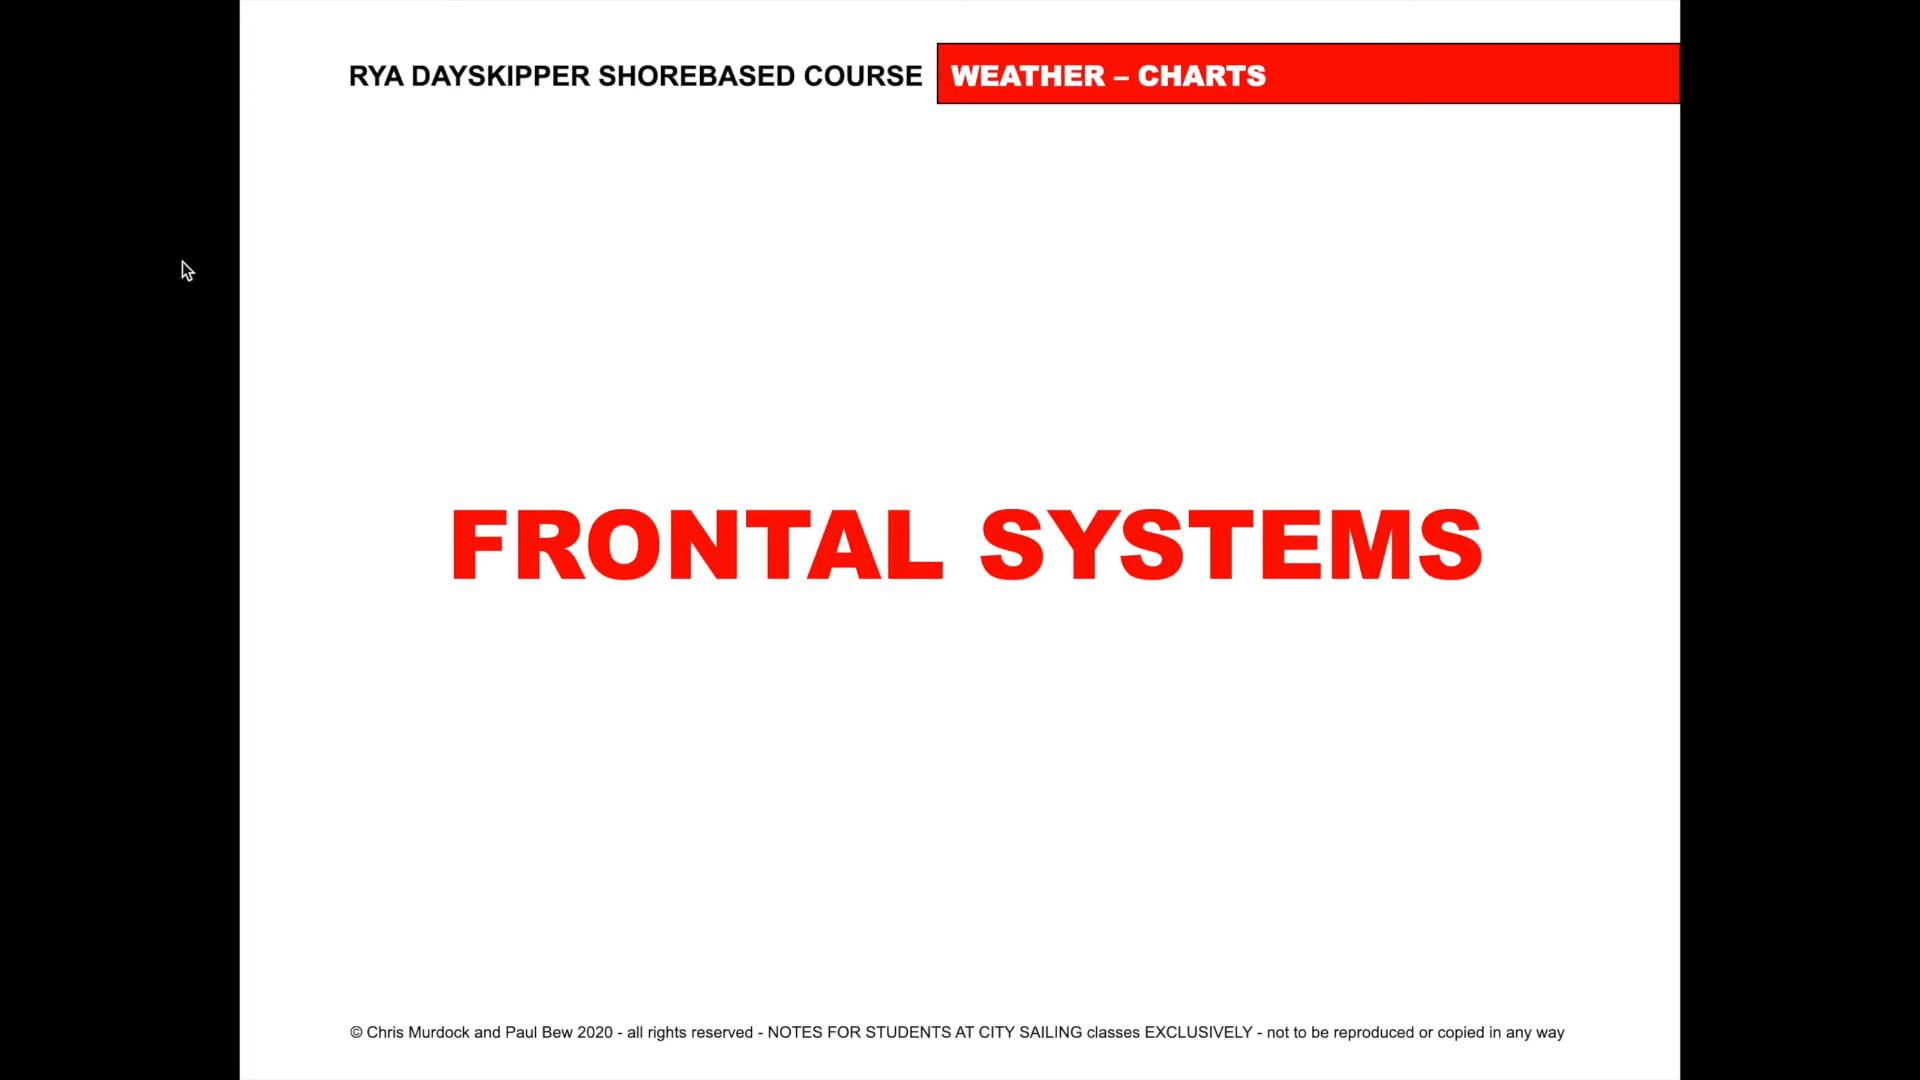 RYA DAYSKIPPER SHOREBASED COURSE WEATHER – CHARTS
FRONTAL SYSTEMS
© Chris Murdock and Paul Bew 2020 - all rights reserved - NOTES FOR STUDENTS AT CITY SAILING classes EXCLUSIVELY - not to be reproduced or copied in any way